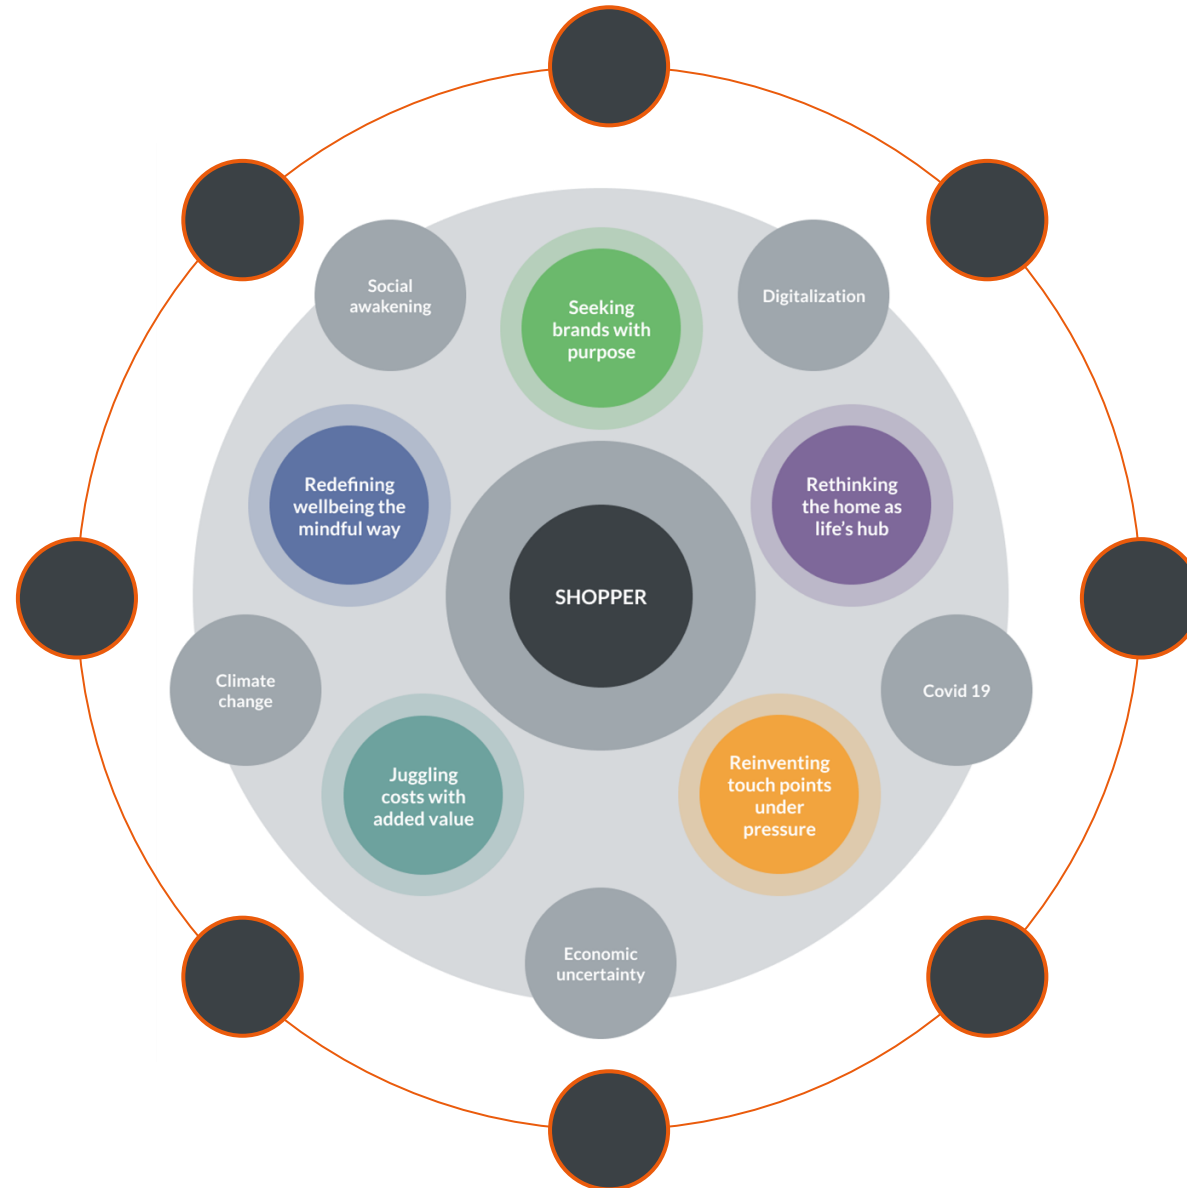 Social
awakening
Seeking
brands with
purpose
Digitalization
Redefining
wellbeing the
mindful way
Rethinking
the home as
life's hub
SHOPPER
Climate
change
Covid 19
Juggling
costs with
added value
Reinventing
touch points
under
pressure
Economic
uncertainty